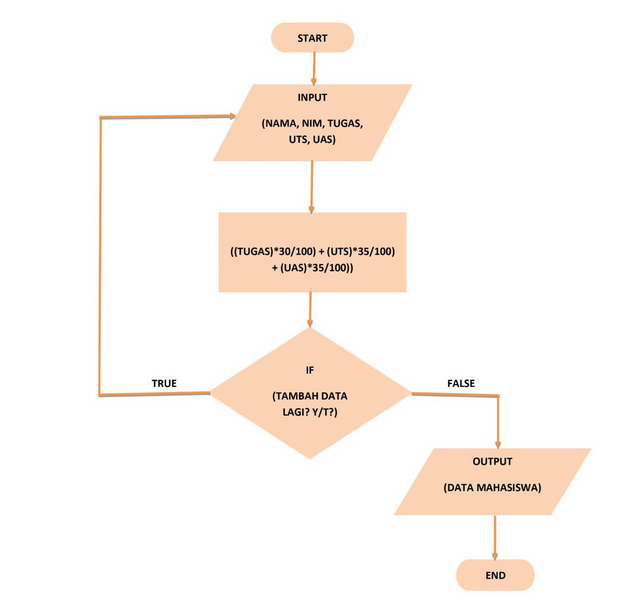 START
INPUT
(NAMA, NIM, TUGAS,
UTS, UAS)
((TUGAS)*30/100) + (UTS)*35/100)
+ (UAS)*35/100))
IF
(TAMBAH DATA
LAGI? Y/T?)
TRUE
FALSE
OUTPUT
(DATA MAHASISWA)
END